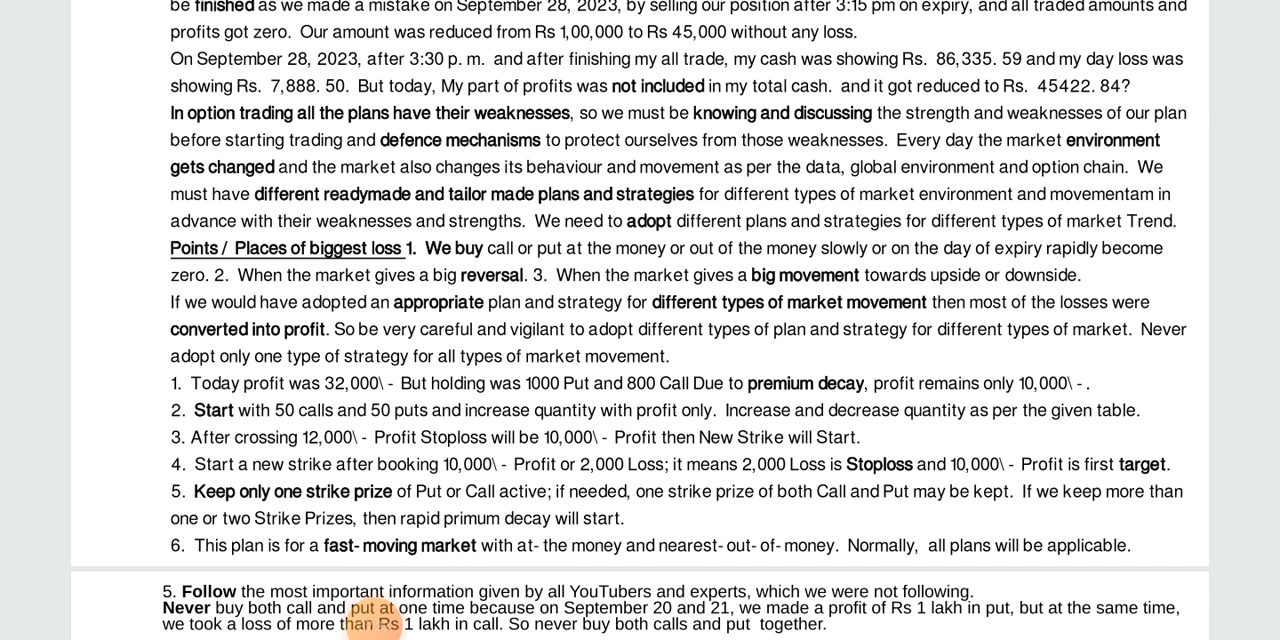 be finished as we made a mistake on September 28, 2023, by selling our position after 3:15 pm on expiry, and all traded amounts and
profits got zero. Our amount was reduced from Rs 1,00,000 to Rs 45,000 without any loss.
On September 28, 2023, after 3:30 p. m. and after finishing my all trade, my cash was showing Rs. 86,335. 59 and my day loss was
showing Rs. 7,888. 50. But today, My part of profits was not included in my total cash. and it got reduced to Rs. 45422. 84?
In option trading all the plans have their weaknesses, so we must be knowing and discussing the strength and weaknesses of our plan
before starting trading and defence mechanisms to protect ourselves from those weaknesses. Every day the market environment
gets changed and the market also changes its behaviour and movement as per the data, global environment and option chain. We
must have different readymade and tailor made plans and strategies for different types of market environment and movementam in
advance with their weaknesses and strengths. We need to adopt different plans and strategies for different types of market Trend.
Points / Places of biggest loss 1. We buy call or put at the money or out of the money slowly or on the day of expiry rapidly become
zero. 2. When the market gives a big reversal. 3. When the market gives a big movement towards upside or downside.
If we would have adopted an appropriate plan and strategy for different types of market movement then most of the losses were
converted into profit. So be very careful and vigilant to adopt different types of plan and strategy for different types of market. Never
adopt only one type of strategy for all types of market movement.
1. Today profit was 32,000\ - But holding was 1000 Put and 800 Call Due to premium decay, profit remains only 10,000\ - .
2. Start with 50 calls and 50 puts and increase quantity with profit only. Increase and decrease quantity as per the given table.
3. After crossing 12,000\ - Profit Stoploss will be 10,000\ - Profit then New Strike will Start.
4. Start a new strike after booking 10,000\ - Profit or 2,000 Loss; it means 2,000 Loss is Stoploss and 10,000\ - Profit is first target.
5. Keep only one strike prize of Put or Call active; if needed, one strike prize of both Call and Put may be kept. If we keep more than
one or two Strike Prizes, then rapid primum decay will start.
6. This plan is for a fast- moving market with at- the money and nearest- out- of- money. Normally, all plans will be applicable.
5. Follow the most important information given by all YouTubers and experts, which we were not following.
Never buy both call and put at one time because on September 20 and 21, we made a profit of Rs 1 lakh in put, but at the same time,
we took a loss of more than Rs 1 lakh in call. So never buy both calls and put together.